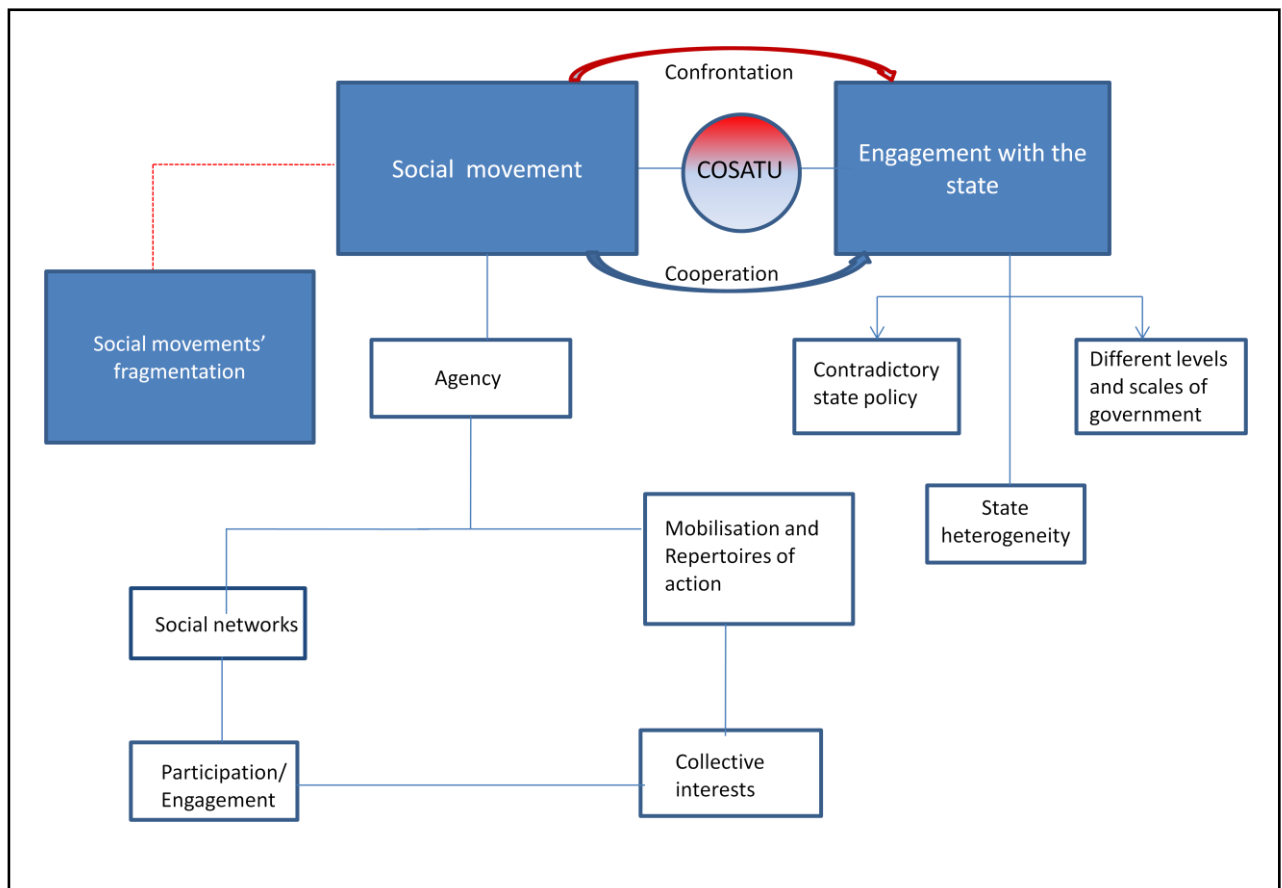 Confrontation
Social movement
COSATU
Engagement with the
state
Cooperation
Social movements’
fragmentation
Agency
Contradictory
state policy
Different levels
and scales of
government
State
heterogeneity
Mobilisation and
Repertoires of
action
Social networks
Participation/
Engagement
Collective
interests